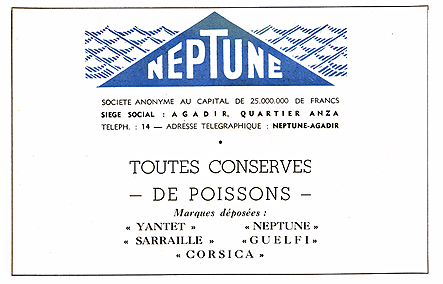 NEPTUNE
SOCIETE ANONYME AU CAPITAL DE 25.000.000 DE FRANCS
SIEGE SOCIAL : AGADIR, QUARTIER ANZA
TELEPH. : 14 — ADRESSE TELEGRAPHIQUE : NEPTUNE-AGADIR
•
TOUTES CONSERVES
— DE POISSONS —
Marques déposées :
« YANTET » « NEPTUNE »
« SARRAILLE » « GUELFI »
« CORSICA »